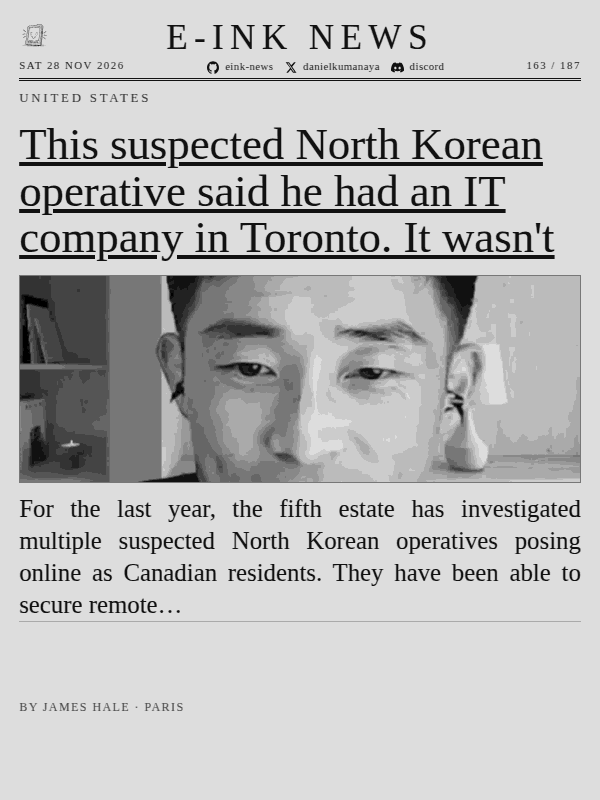 E-INK NEWS
SAT 28 NOV 2026
eink-news
danielkumanaya
discord
163 / 187
UNITED STATES
This suspected North Korean
operative said he had an IT
company in Toronto. It wasn't
For the last year, the fifth estate has investigated
multiple suspected North Korean operatives posing
online as Canadian residents. They have been able to
secure remote…
BY JAMES HALE · PARIS